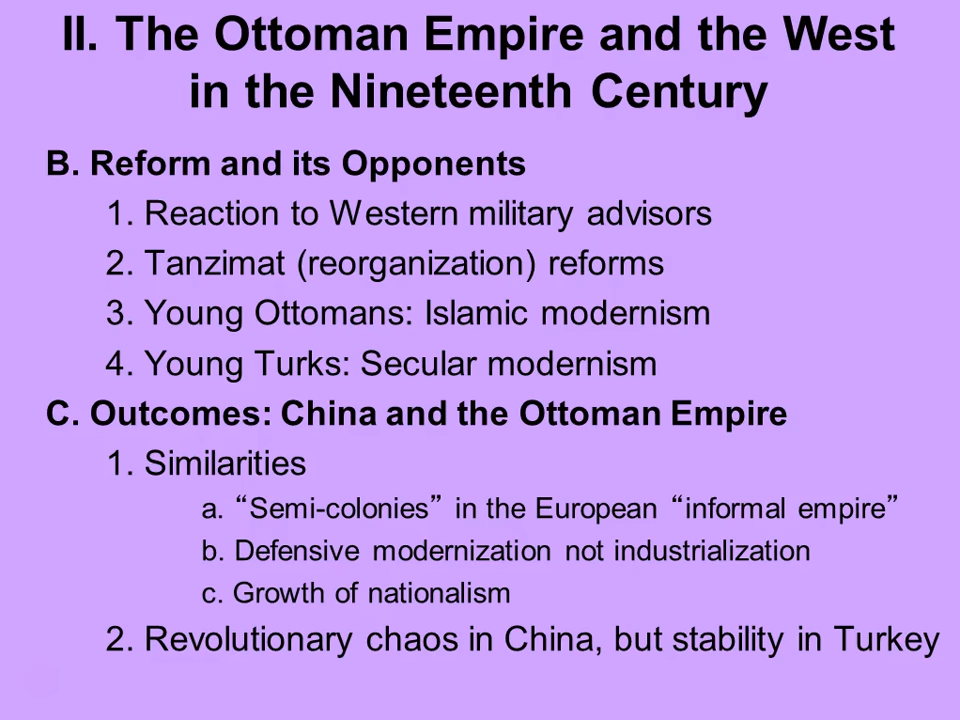 II. The Ottoman Empire and the West
in the Nineteenth Century
B. Reform and its Opponents
1. Reaction to Western military advisors
2. Tanzimat (reorganization) reforms
3. Young Ottomans: Islamic modernism
4. Young Turks: Secular modernism
C. Outcomes: China and the Ottoman Empire
1. Similarities
a. “Semi-colonies” in the European “informal empire”
b. Defensive modernization not industrialization
c. Growth of nationalism
2. Revolutionary chaos in China, but stability in Turkey